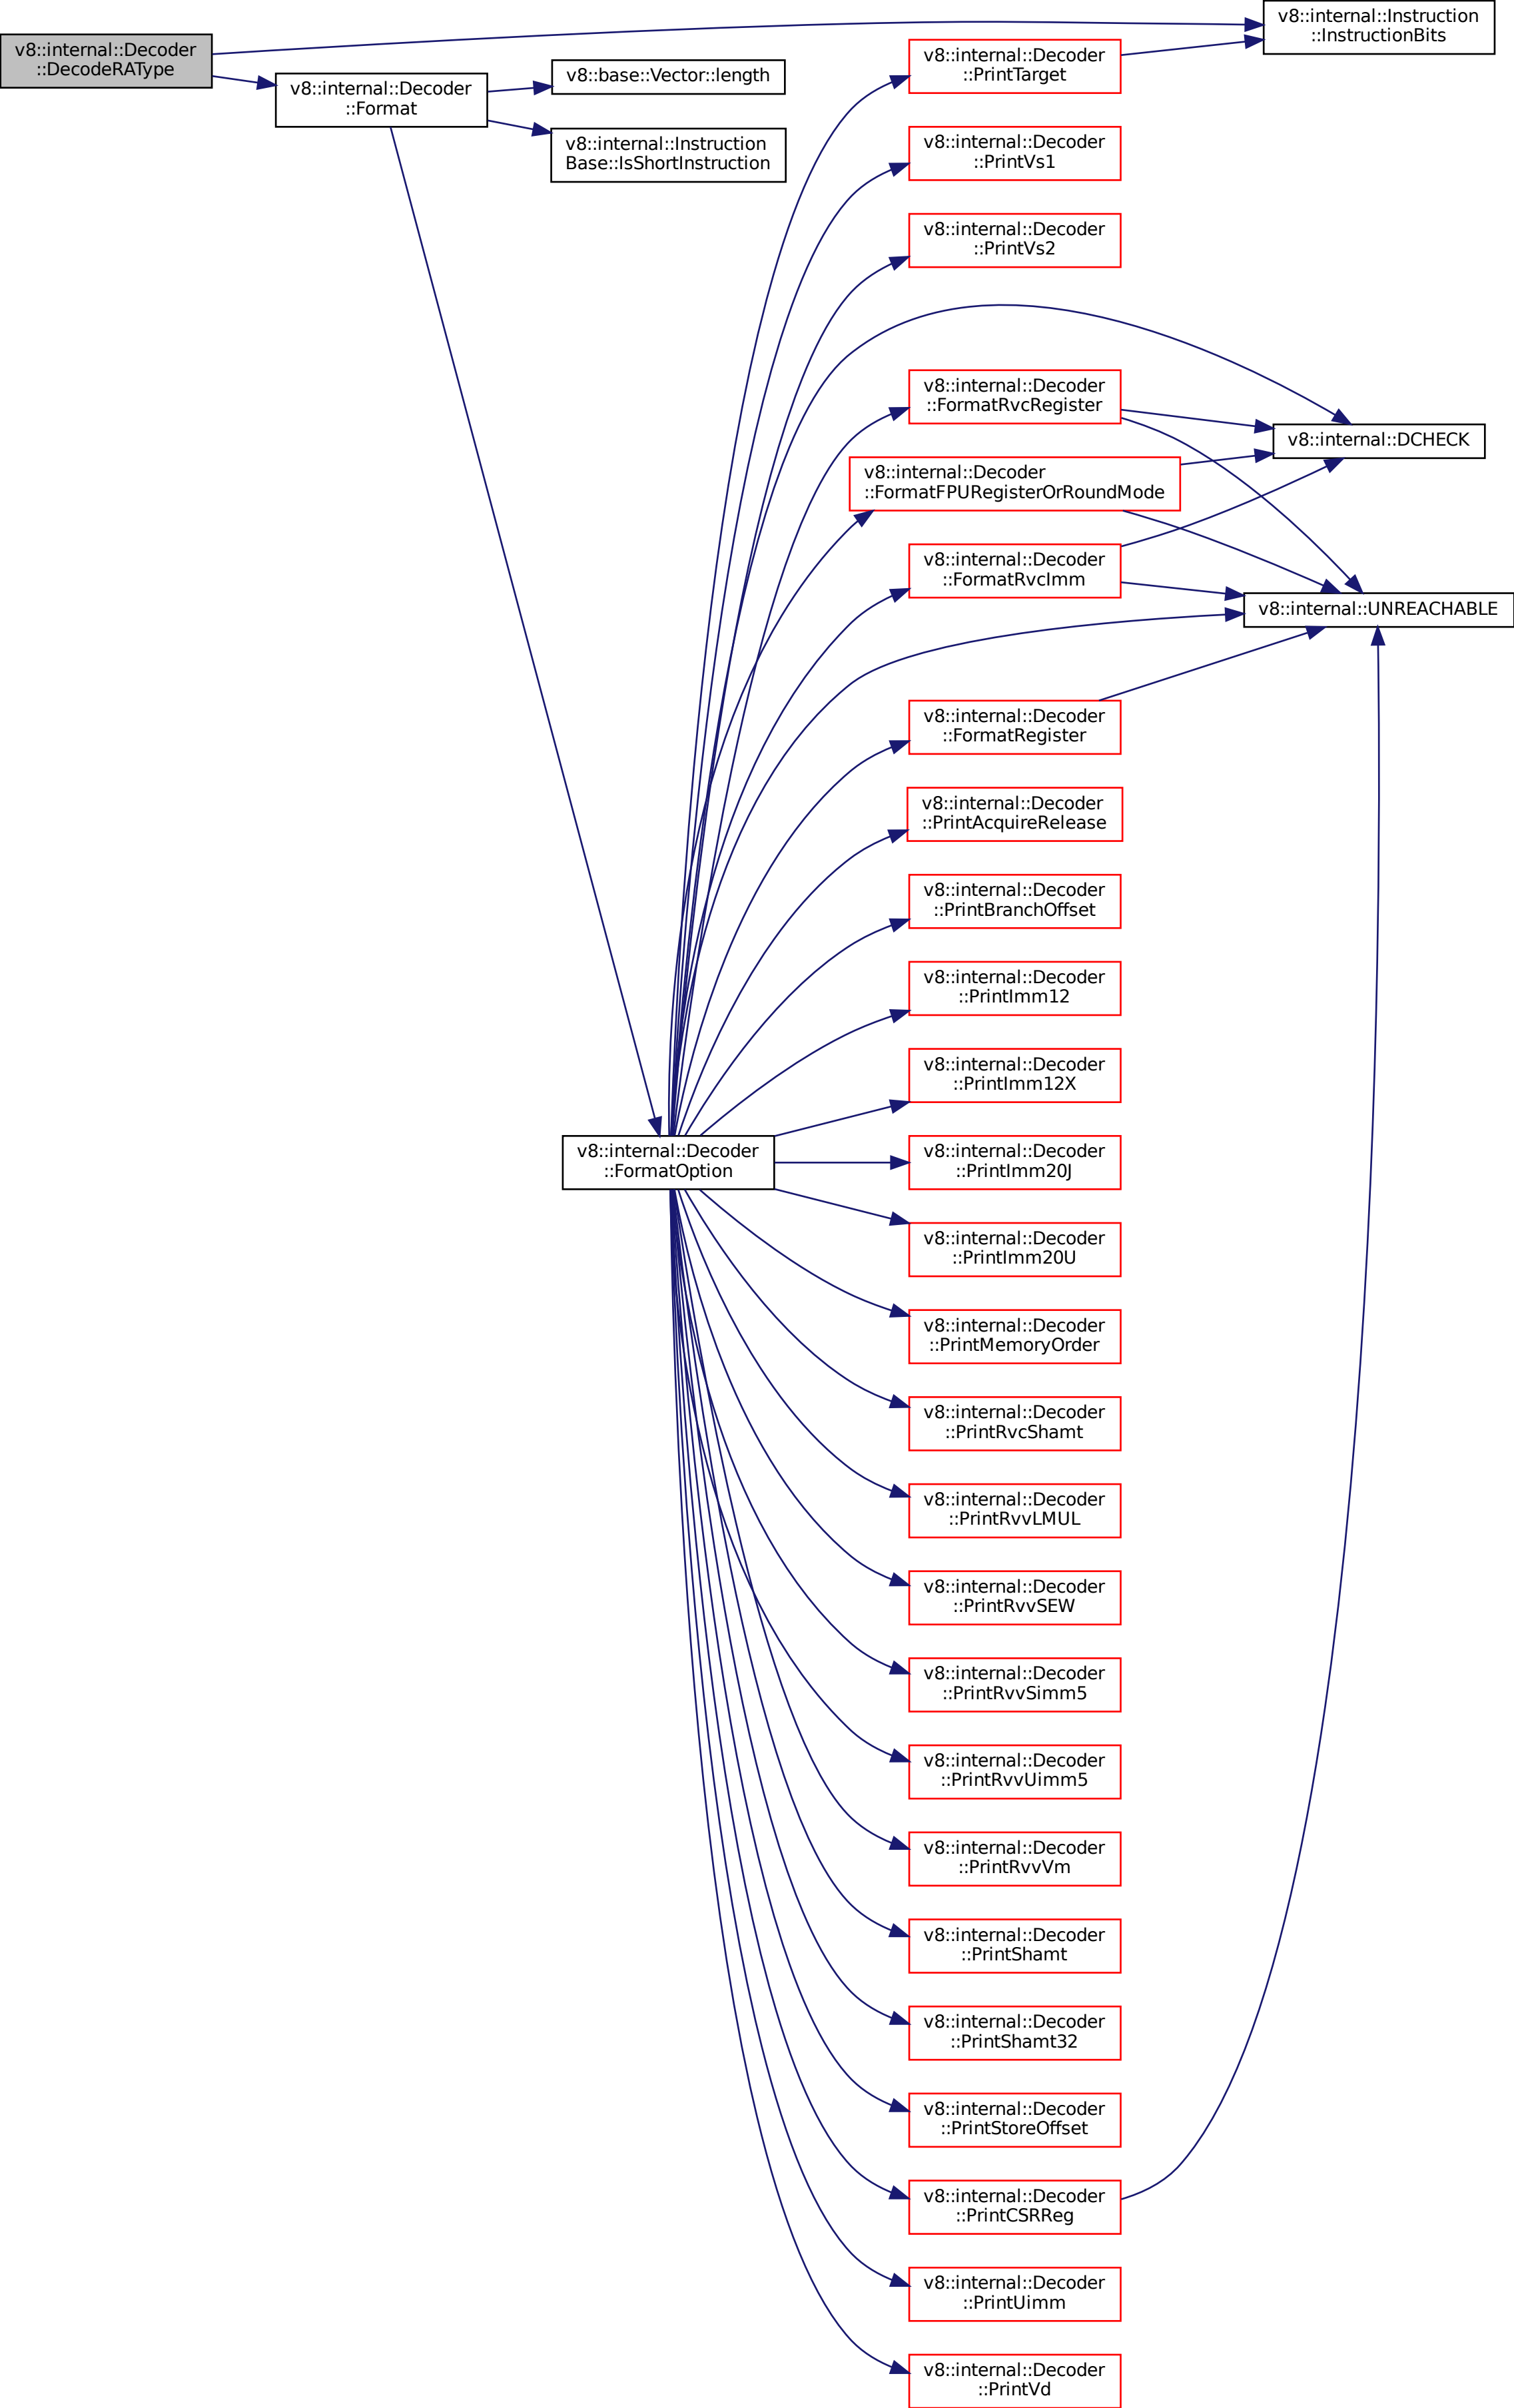 v8::internal::Decoder
::DecodeRAType
v8::internal::Decoder
::Format
v8::base::Vector::length
v8::internal::Instruction
Base::IsShortInstruction
v8::internal::Decoder
::FormatOption
v8::internal::Instruction
::InstructionBits
v8::internal::Decoder
::PrintTarget
v8::internal::Decoder
::PrintVs1
v8::internal::Decoder
::PrintVs2
v8::internal::Decoder
::FormatRvcRegister
v8::internal::DCHECK
v8::internal::Decoder
::FormatFPURegisterOrRoundMode
v8::internal::Decoder
::FormatRvcImm
v8::internal::UNREACHABLE
v8::internal::Decoder
::FormatRegister
v8::internal::Decoder
::PrintAcquireRelease
v8::internal::Decoder
::PrintBranchOffset
v8::internal::Decoder
::PrintImm12
v8::internal::Decoder
::PrintImm12X
v8::internal::Decoder
::PrintImm20J
v8::internal::Decoder
::PrintImm20U
v8::internal::Decoder
::PrintMemoryOrder
v8::internal::Decoder
::PrintRvcShamt
v8::internal::Decoder
::PrintRvvLMUL
v8::internal::Decoder
::PrintRvvSEW
v8::internal::Decoder
::PrintRvvSimm5
v8::internal::Decoder
::PrintRvvUimm5
v8::internal::Decoder
::PrintRvvVm
v8::internal::Decoder
::PrintShamt
v8::internal::Decoder
::PrintShamt32
v8::internal::Decoder
::PrintStoreOffset
v8::internal::Decoder
::PrintCSRReg
v8::internal::Decoder
::PrintUimm
v8::internal::Decoder
::PrintVd